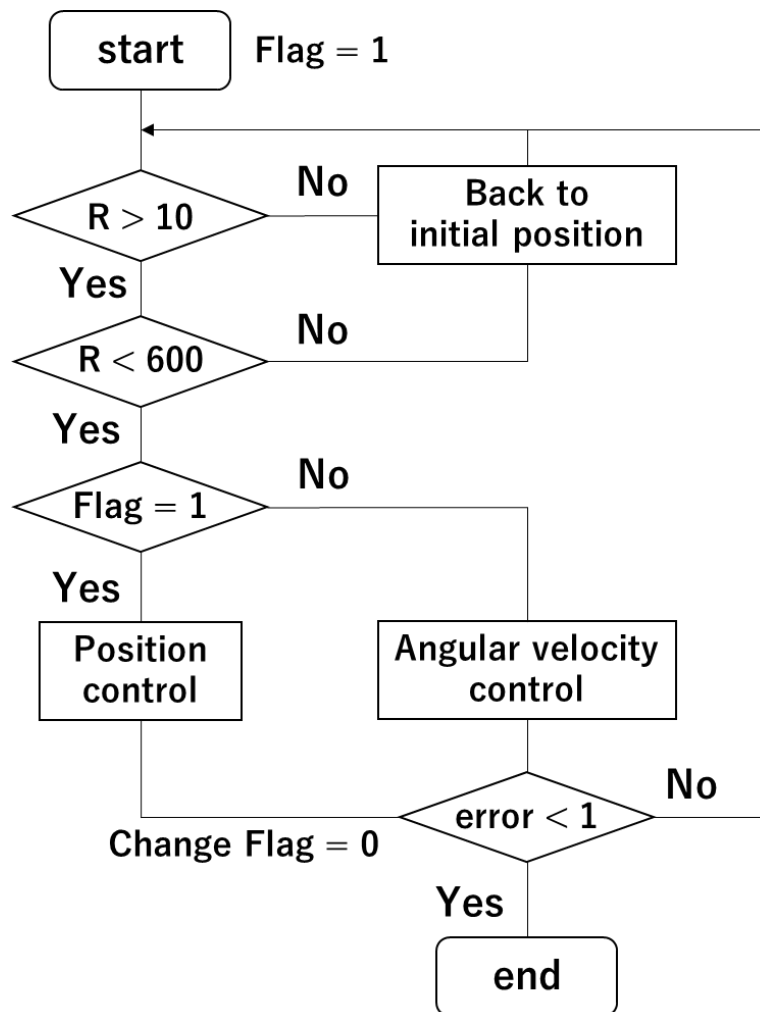 start
Flag = 1
R > 10
No
Back to
initial position
Yes
R < 600
No
Yes
Flag = 1
No
Yes
Position
control
Angular velocity
control
Change Flag = 0
error < 1
No
Yes
end